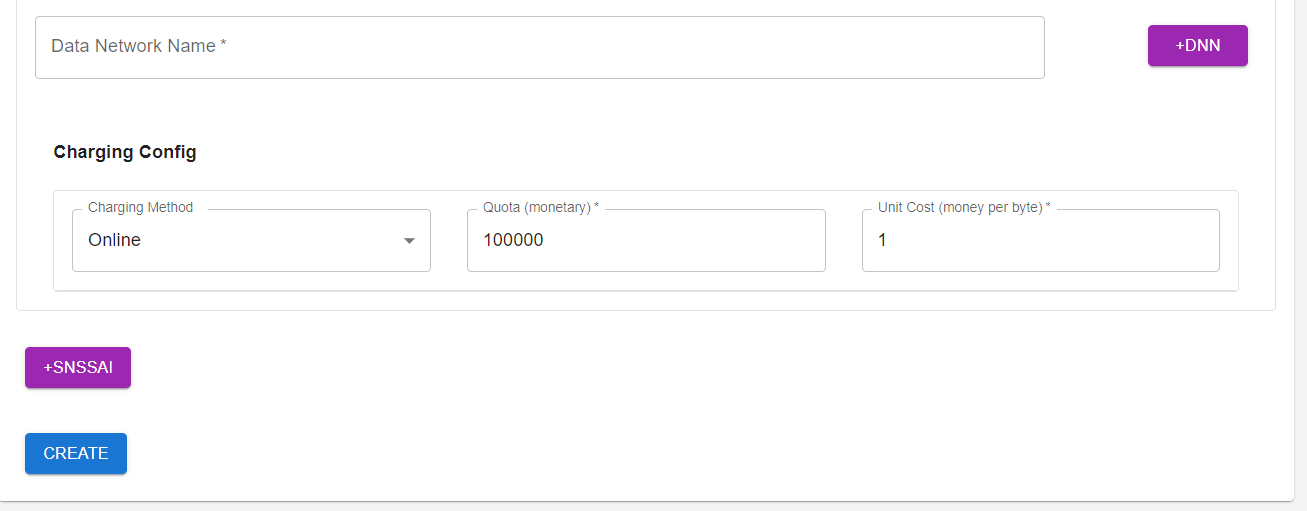 Data Network Name *
+DNN
Charging Config
Charging Method
Quota (monetary) *
Unit Cost (money per byte) *
Online
100000
1
+SNSSAI
CREATE